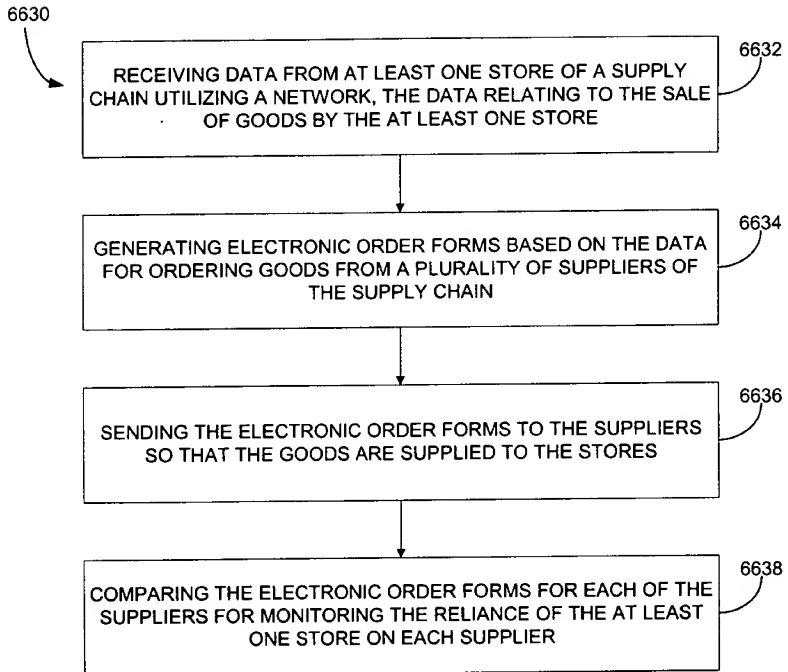 6630
RECEIVING DATA FROM AT LEAST ONE STORE OF A SUPPLY
CHAIN UTILIZING A NETWORK, THE DATA RELATING TO THE SALE
OF GOODS BY THE AT LEAST ONE STORE
6632
GENERATING ELECTRONIC ORDER FORMS BASED ON THE DATA
FOR ORDERING GOODS FROM A PLURALITY OF SUPPLIERS OF
THE SUPPLY CHAIN
6634
SENDING THE ELECTRONIC ORDER FORMS TO THE SUPPLIERS
SO THAT THE GOODS ARE SUPPLIED TO THE STORES
6636
COMPARING THE ELECTRONIC ORDER FORMS FOR EACH OF THE
SUPPLIERS FOR MONITORING THE RELIANCE OF THE AT LEAST
ONE STORE ON EACH SUPPLIER
6638